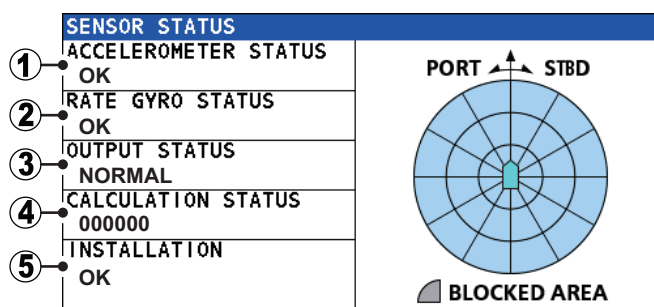 SENSOR STATUS
1 ACCELEROMETER STATUS
OK
2 RATE GYRO STATUS
OK
3 OUTPUT STATUS
NORMAL
4 CALCULATION STATUS
000000
5 INSTALLATION
OK
PORT STBD
BLOCKED AREA